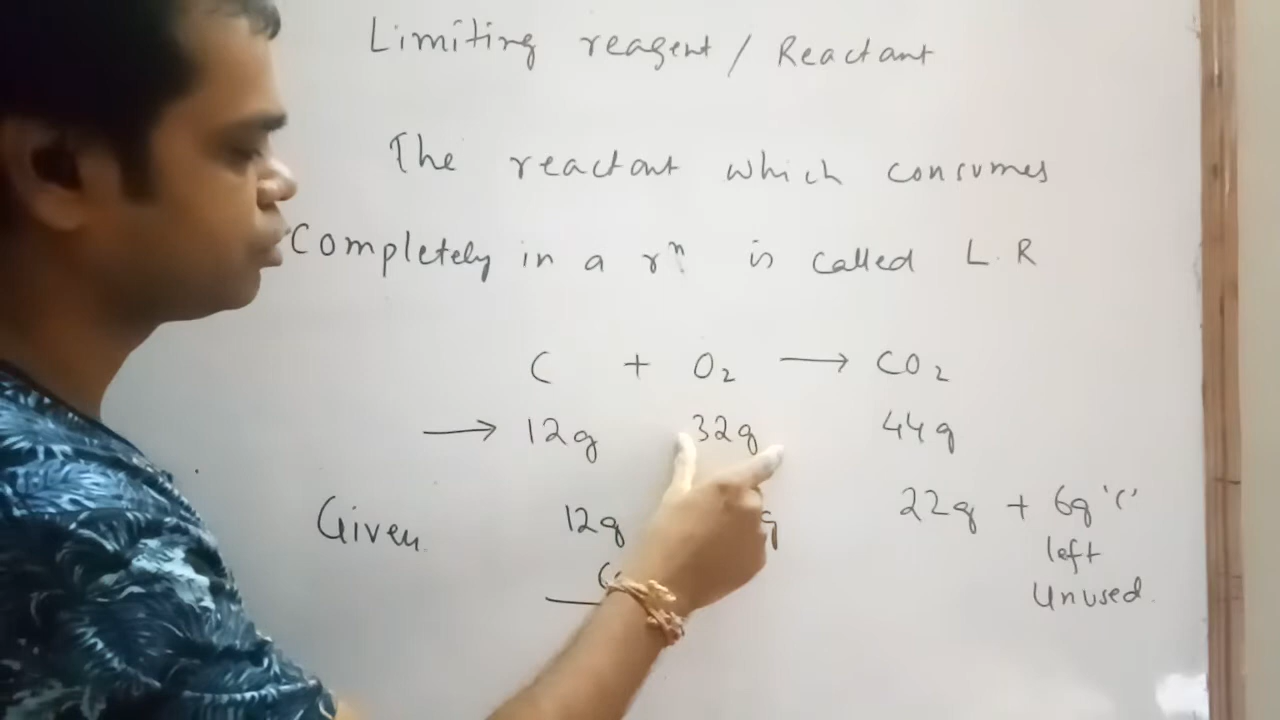 Limiting reagent / Reactant
The reactant which consumes
Completely in a rⁿ is called L.R
C + O₂ ⟶ CO₂
⟶ 12g 32g 44g
Given 12g g 22g + 6g 'C'
left
Unused.